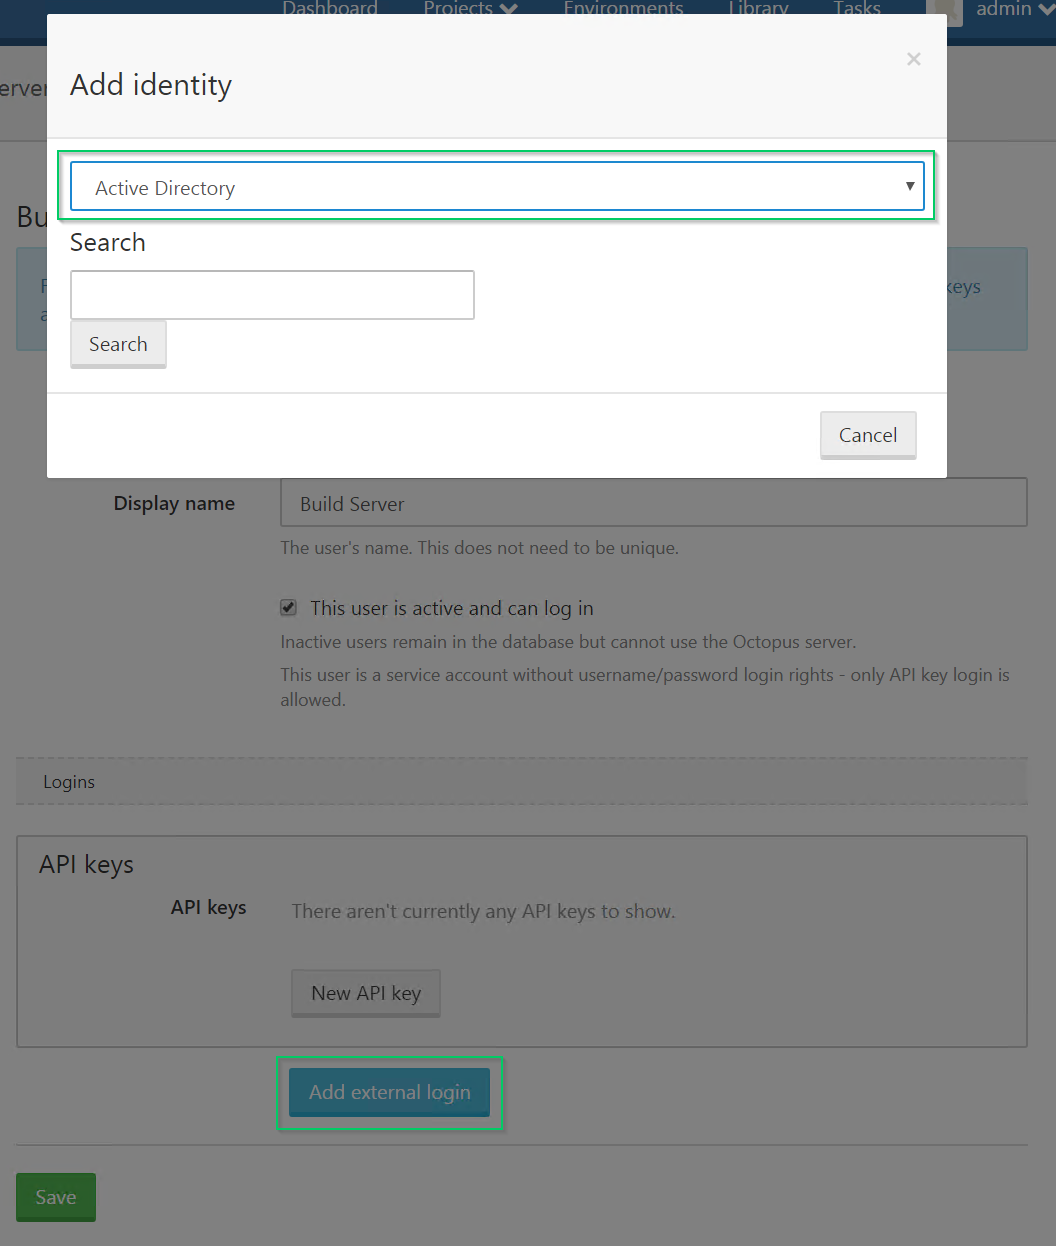 Dashboard Projects Environments Library Tasks admin
Add identity
×
Active Directory
Search
Search
keys
Cancel
Display name Build Server
The user's name. This does not need to be unique.
This user is active and can log in
Inactive users remain in the database but cannot use the Octopus server.
This user is a service account without username/password login rights - only API key login is
allowed.
Logins
API keys
API keys There aren't currently any API keys to show.
New API key
Add external login
Save